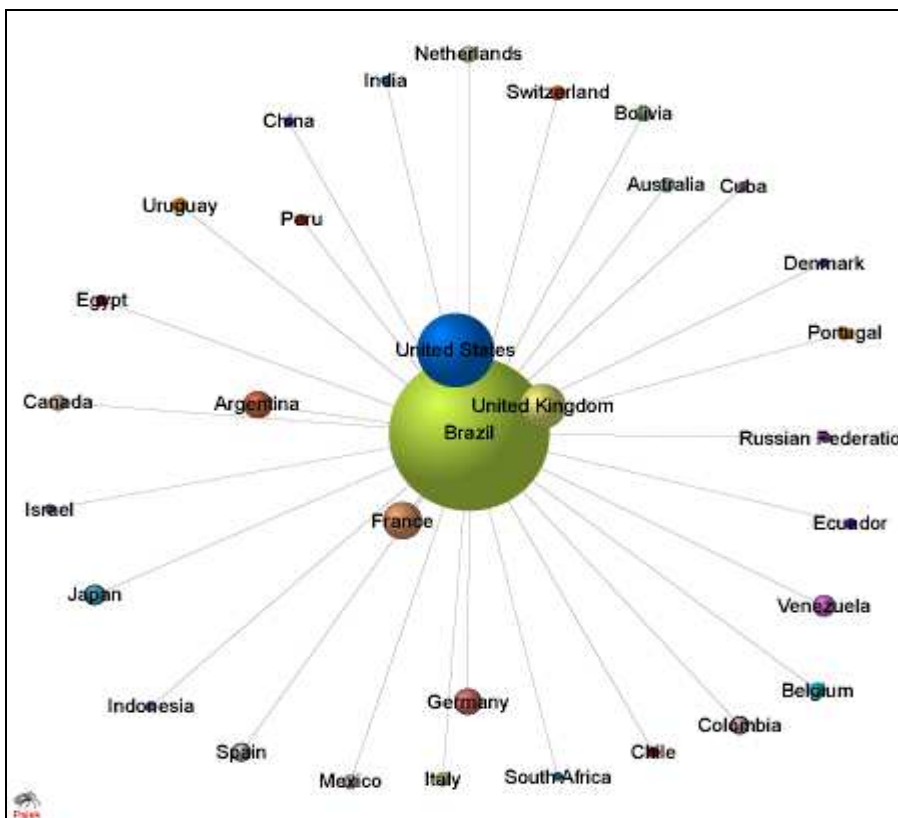 Netherlands
India
Switzerland
Bolivia
China
Australia
Cuba
Uruguay
Peru
Denmark
Egypt
Portugal
United States
Canada
Argentina
United Kingdom
Brazil
Russian Federatio
Israel
France
Ecuador
Japan
Venezuela
Indonesia
Germany
Belgium
Colombia
Spain
Chile
Mexico
Italy
South Africa
Pajek